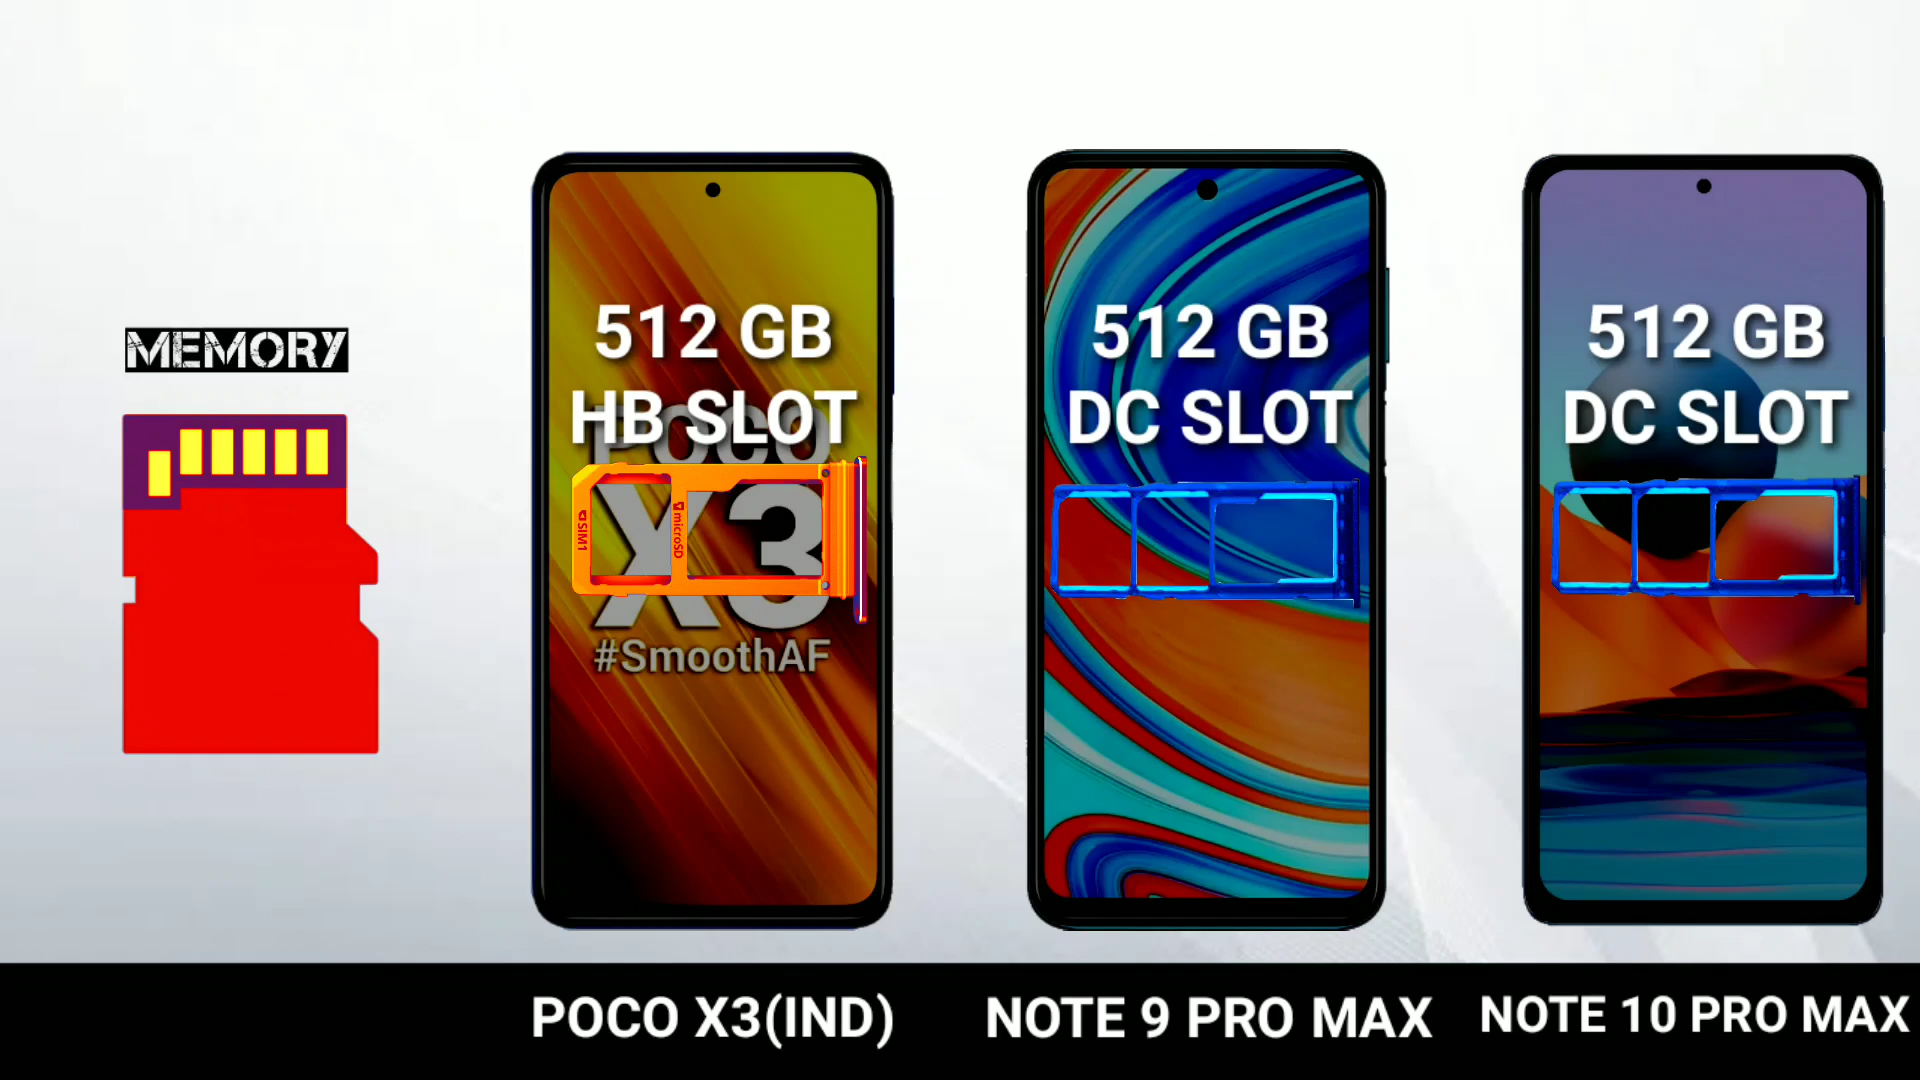 MEMORY
512 GB
HB SLOT
POCO
X3
SIM1
microSD
#SmoothAF
512 GB
DC SLOT
512 GB
DC SLOT
POCO X3(IND)
NOTE 9 PRO MAX
NOTE 10 PRO MAX